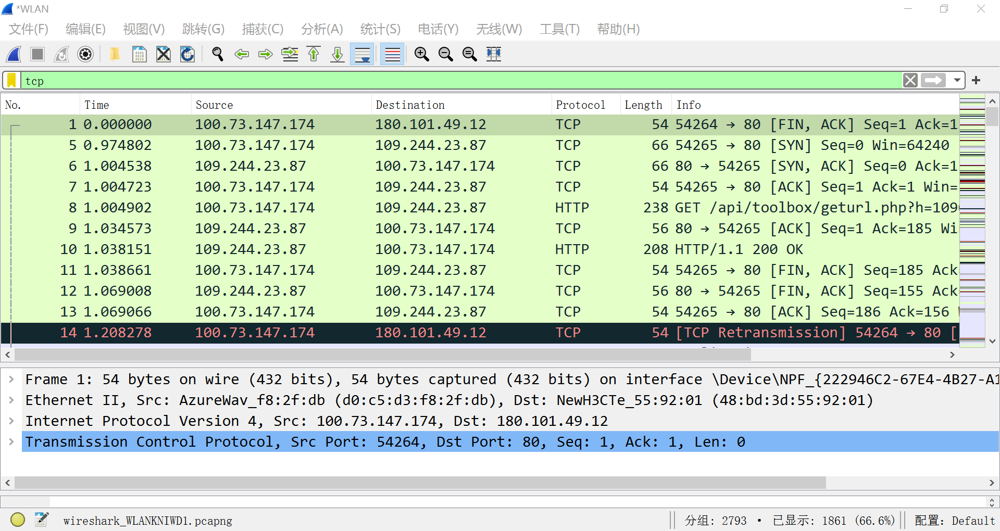 *WLAN
文件(F) 编辑(E) 视图(V) 跳转(G) 捕获(C) 分析(A) 统计(S) 电话(Y) 无线(W) 工具(T) 帮助(H)
tcp
No. Time Source Destination Protocol Length Info
1 0.000000 100.73.147.174 180.101.49.12 TCP 54 54264 → 80 [FIN, ACK] Seq=1 Ack=1
5 0.974802 100.73.147.174 109.244.23.87 TCP 66 54265 → 80 [SYN] Seq=0 Win=64240
6 1.004538 109.244.23.87 100.73.147.174 TCP 66 80 → 54265 [SYN, ACK] Seq=0 Ack=1
7 1.004723 100.73.147.174 109.244.23.87 TCP 54 54265 → 80 [ACK] Seq=1 Ack=1 Win=
8 1.004902 100.73.147.174 109.244.23.87 HTTP 238 GET /api/toolbox/geturl.php?h=109
9 1.034573 109.244.23.87 100.73.147.174 TCP 56 80 → 54265 [ACK] Seq=1 Ack=185 Wi
10 1.038151 109.244.23.87 100.73.147.174 HTTP 208 HTTP/1.1 200 OK
11 1.038661 100.73.147.174 109.244.23.87 TCP 54 54265 → 80 [FIN, ACK] Seq=185 Ack
12 1.069008 109.244.23.87 100.73.147.174 TCP 56 80 → 54265 [FIN, ACK] Seq=155 Ack
13 1.069066 100.73.147.174 109.244.23.87 TCP 54 54265 → 80 [ACK] Seq=186 Ack=156
14 1.208278 100.73.147.174 180.101.49.12 TCP 54 [TCP Retransmission] 54264 → 80 [
Frame 1: 54 bytes on wire (432 bits), 54 bytes captured (432 bits) on interface \Device\NPF_{222946C2-67E4-4B27-A1
Ethernet II, Src: AzureWav_f8:2f:db (d0:c5:d3:f8:2f:db), Dst: NewH3CTe_55:92:01 (48:bd:3d:55:92:01)
Internet Protocol Version 4, Src: 100.73.147.174, Dst: 180.101.49.12
Transmission Control Protocol, Src Port: 54264, Dst Port: 80, Seq: 1, Ack: 1, Len: 0
wireshark_WLANKNIWD1.pcapng 分组: 2793 · 已显示: 1861 (66.6%) 配置: Default